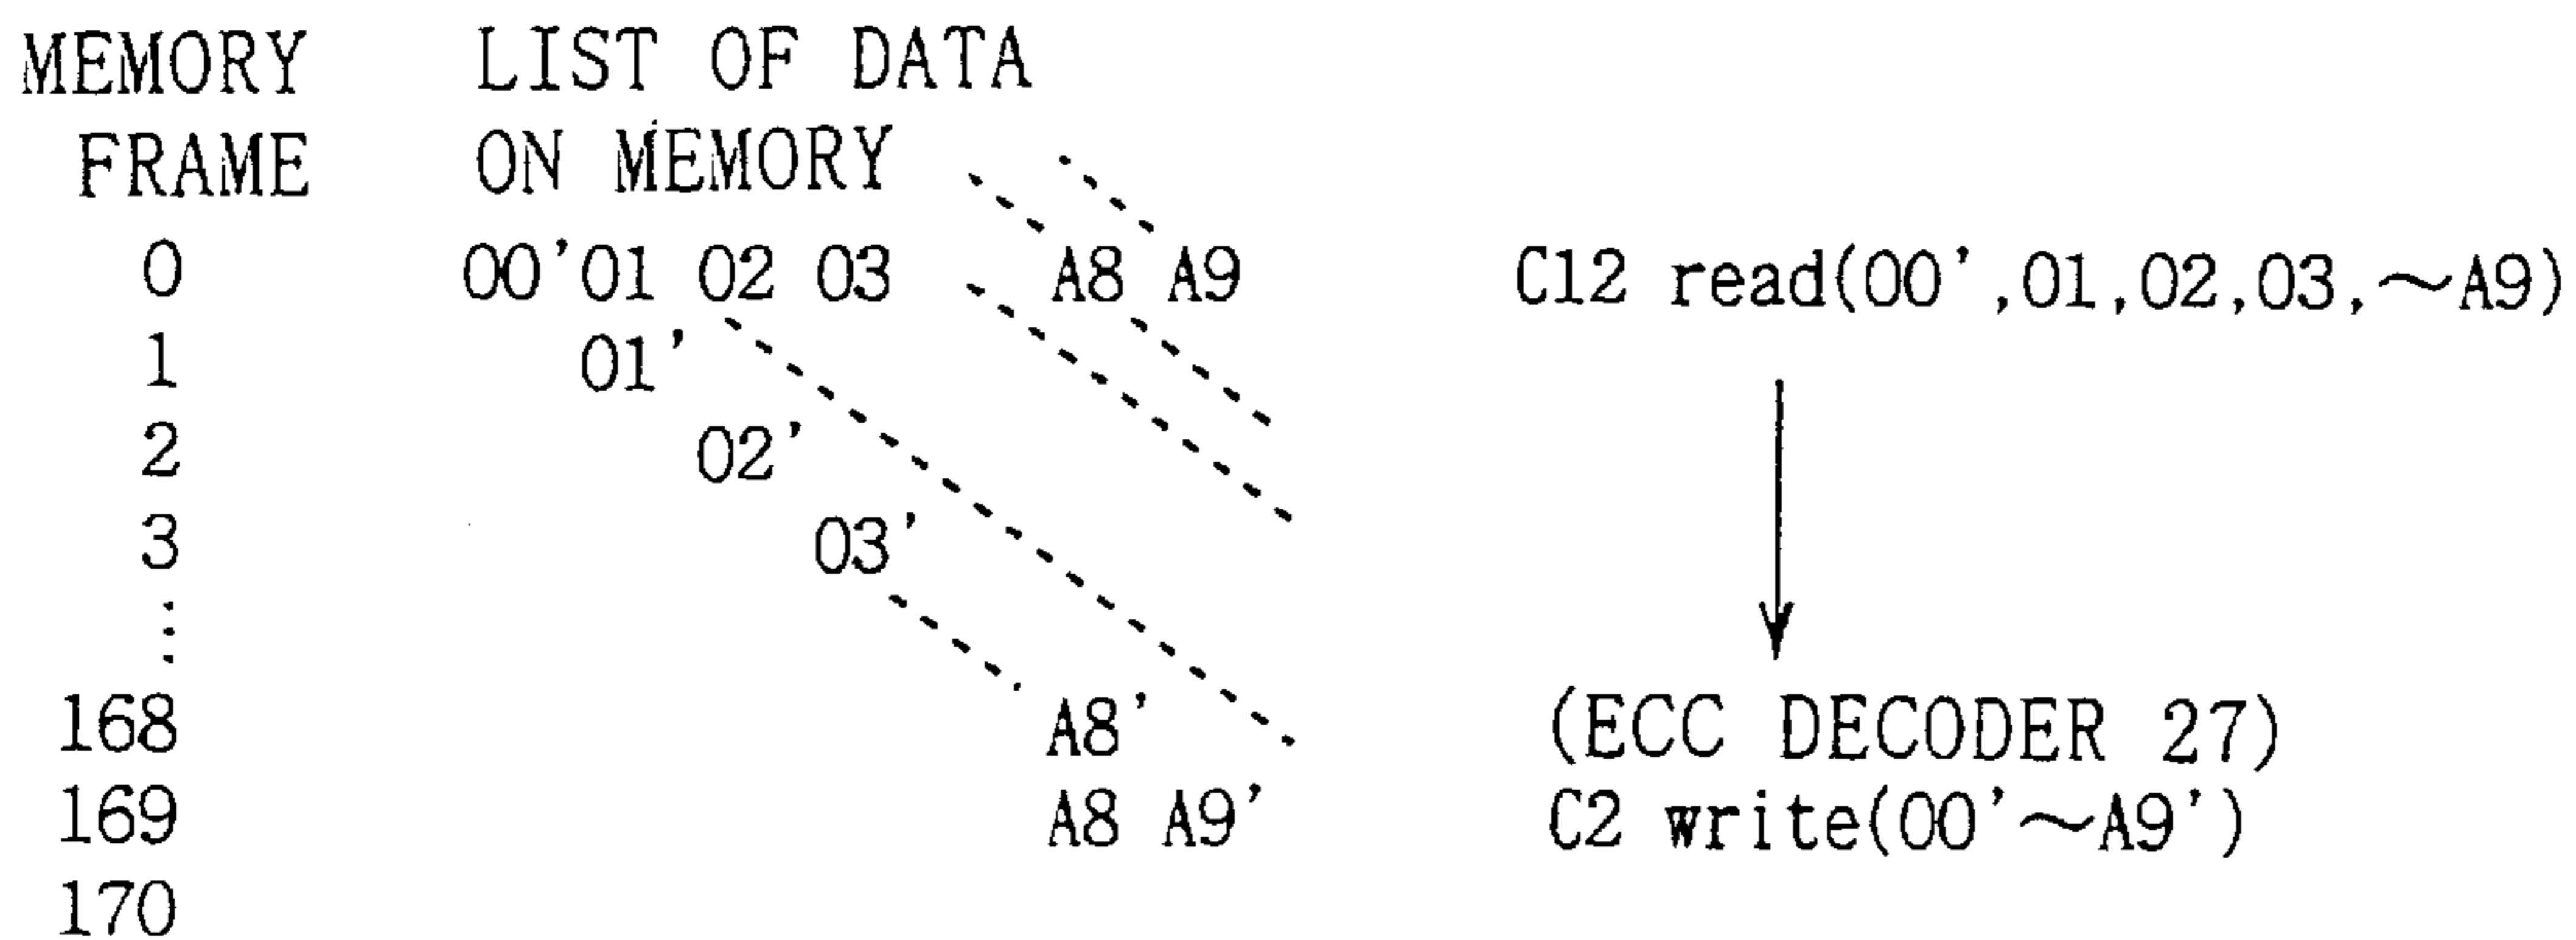 MEMORY LIST OF DATA
FRAME ON MEMORY
0 00'01 02 03 A8 A9 C12 read(00',01,02,03,~A9)
1 01'
2 02'
3 03'
:
168 A8' (ECC DECODER 27)
169 A8 A9' C2 write(00'~A9')
170